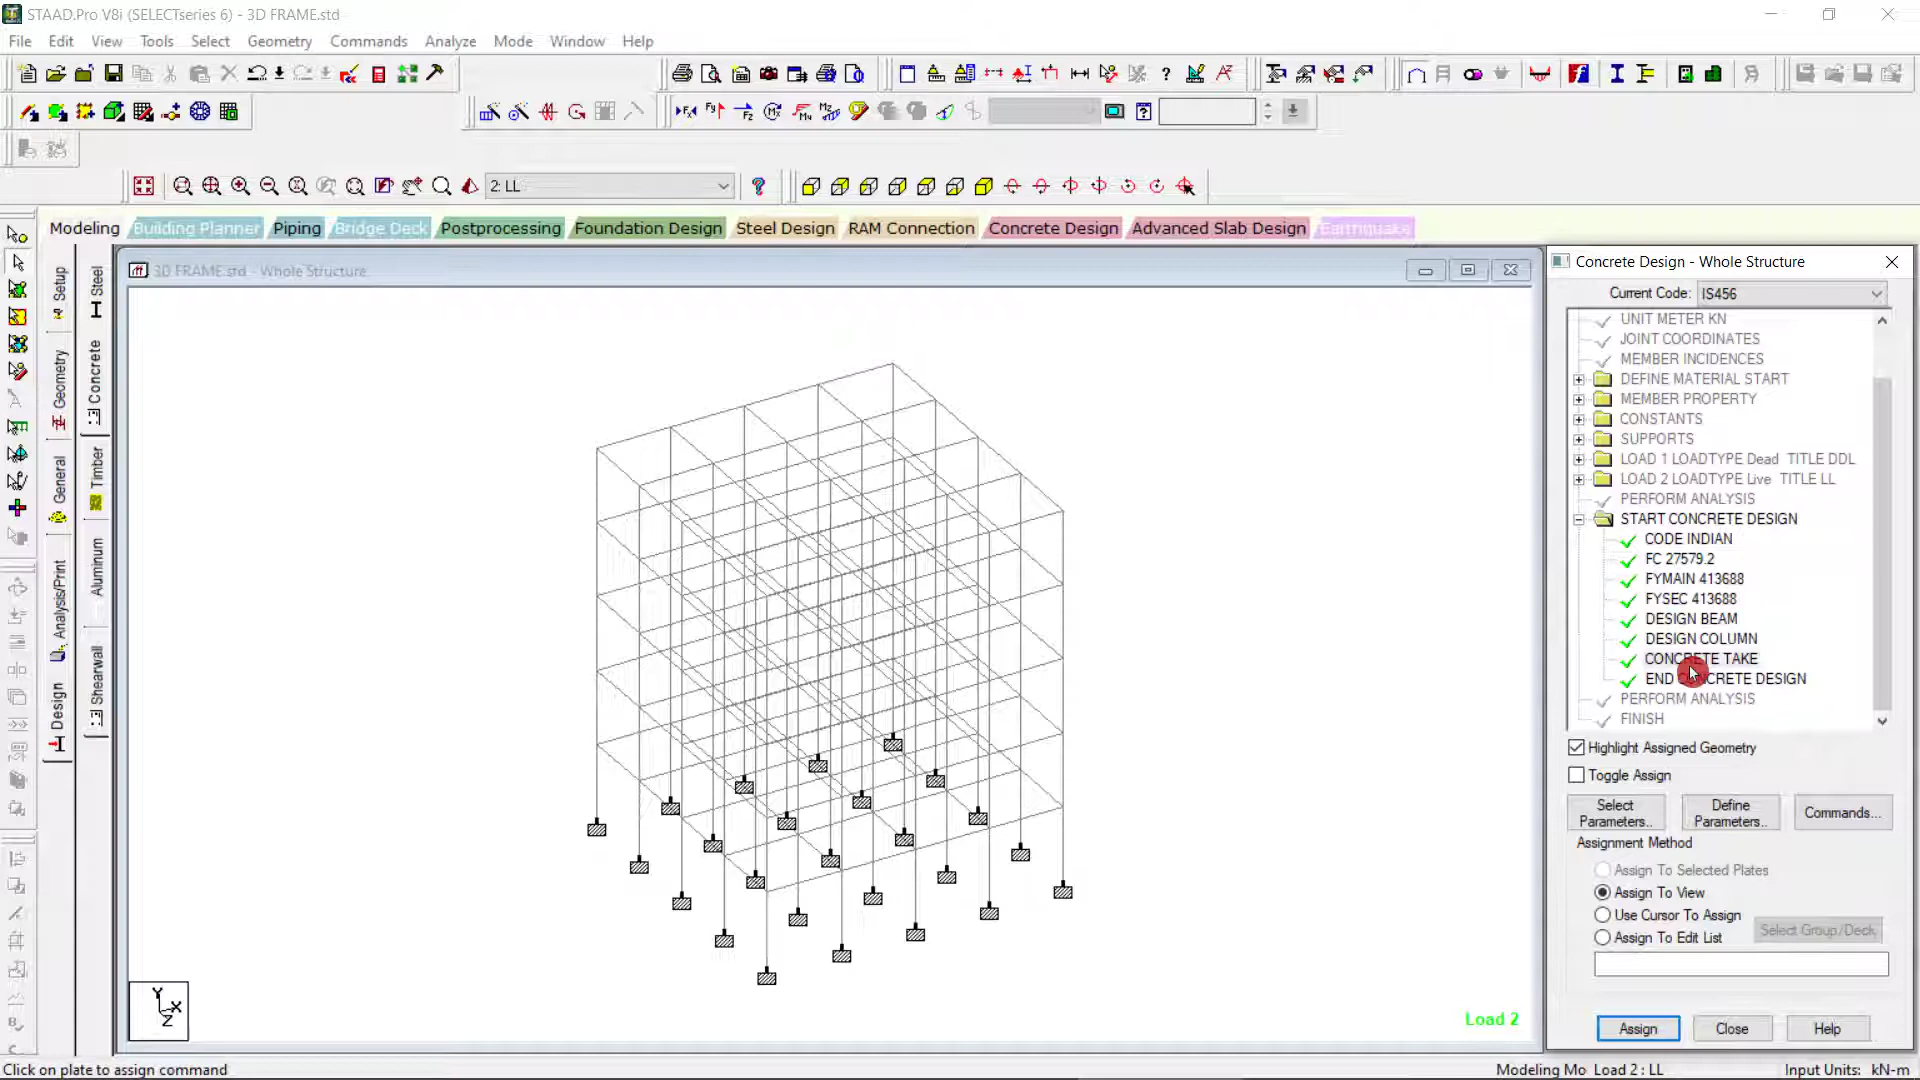 STAAD.Pro V8i (SELECTseries 6) - 3D FRAME.std
File Edit View Tools Select Geometry Commands Analyze Mode Window Help
2: LL
Modeling Building Planner Piping Bridge Deck Postprocessing Foundation Design Steel Design RAM Connection Concrete Design Advanced Slab Design Earthquake
Setup
Geometry
General
Analysis/Print
Design
Steel
Concrete
Timber
Aluminum
Shearwall
3D FRAME.std - Whole Structure
Load 2
Y
X
Z
Concrete Design - Whole Structure
Current Code: IS456
UNIT METER KN
JOINT COORDINATES
MEMBER INCIDENCES
DEFINE MATERIAL START
MEMBER PROPERTY
CONSTANTS
SUPPORTS
LOAD 1 LOADTYPE Dead TITLE DDL
LOAD 2 LOADTYPE Live TITLE LL
PERFORM ANALYSIS
START CONCRETE DESIGN
CODE INDIAN
FC 27579.2
FYMAIN 413688
FYSEC 413688
DESIGN BEAM
DESIGN COLUMN
CONCRETE TAKE
END CONCRETE DESIGN
PERFORM ANALYSIS
FINISH
Highlight Assigned Geometry
Toggle Assign
Select Parameters..
Define Parameters..
Commands...
Assignment Method
Assign To Selected Plates
Assign To View
Use Cursor To Assign
Assign To Edit List
Select Group/Deck
Assign Close Help
Click on plate to assign command
Modeling Mo Load 2 : LL Input Units: kN-m